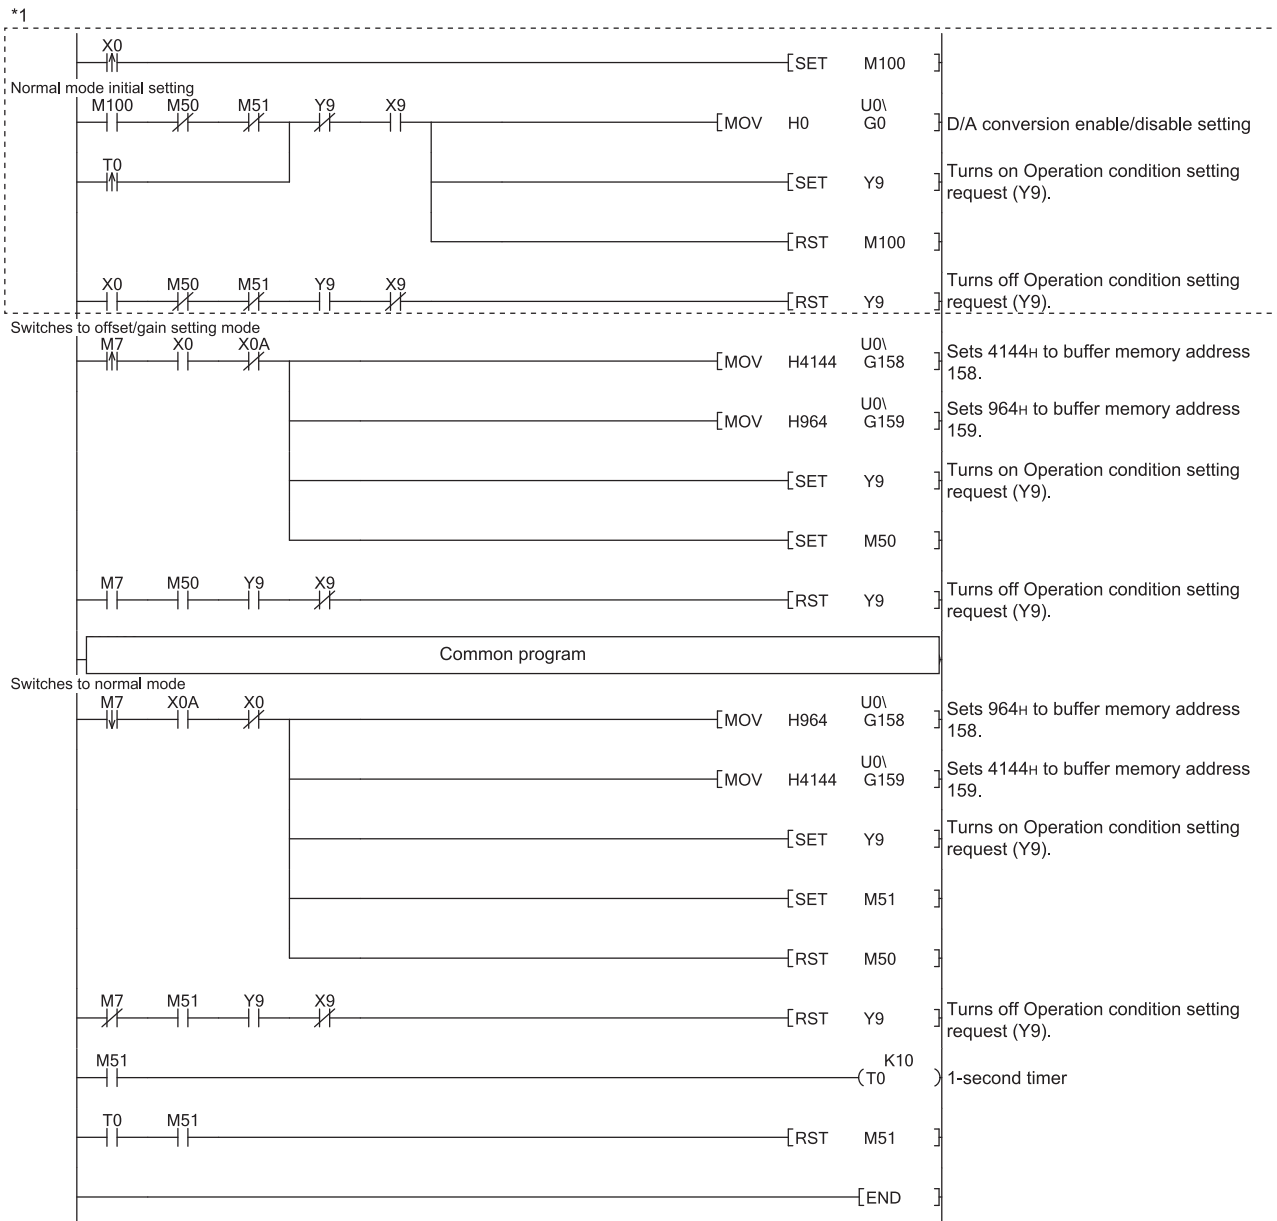 *1
X0
[SET M100 ]
Normal mode initial setting
M100 M50 M51 Y9 X9
[MOV H0 U0\ G0 ] D/A conversion enable/disable setting
T0
[SET Y9 ] Turns on Operation condition setting
request (Y9).
[RST M100 ]
X0 M50 M51 Y9 X9
[RST Y9 ] Turns off Operation condition setting
request (Y9).
Switches to offset/gain setting mode
M7 X0 X0A
[MOV H4144 U0\ G158 ] Sets 4144H to buffer memory address
158.
[MOV H964 U0\ G159 ] Sets 964H to buffer memory address
159.
[SET Y9 ] Turns on Operation condition setting
request (Y9).
[SET M50 ]
M7 M50 Y9 X9
[RST Y9 ] Turns off Operation condition setting
request (Y9).
Common program
Switches to normal mode
M7 X0A X0
[MOV H964 U0\ G158 ] Sets 964H to buffer memory address
158.
[MOV H4144 U0\ G159 ] Sets 4144H to buffer memory address
159.
[SET Y9 ] Turns on Operation condition setting
request (Y9).
[SET M51 ]
[RST M50 ]
M7 M51 Y9 X9
[RST Y9 ] Turns off Operation condition setting
request (Y9).
M51
K10
(T0 ) 1-second timer
T0 M51
[RST M51 ]
[END ]